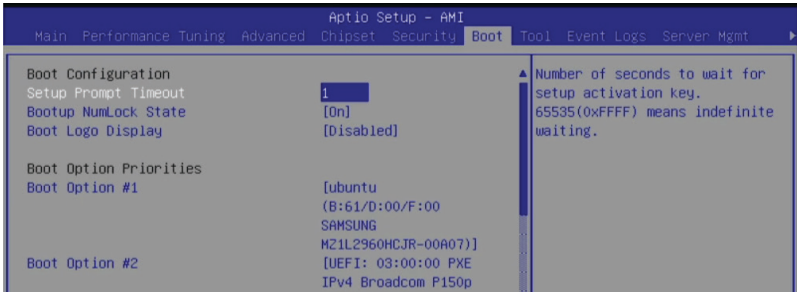 Aptio Setup - AMI
Main Performance Tuning Advanced Chipset Security Boot Tool Event Logs Server Mgmt
Boot Configuration
Setup Prompt Timeout 1
Bootup NumLock State [On]
Boot Logo Display [Disabled]
Boot Option Priorities
Boot Option #1 [ubuntu
(B:61/D:00/F:00
SAMSUNG
MZ1L2960HCJR-00A07)]
Boot Option #2 [UEFI: 03:00:00 PXE
IPv4 Broadcom P150p
Number of seconds to wait for
setup activation key.
65535(0xFFFF) means indefinite
waiting.